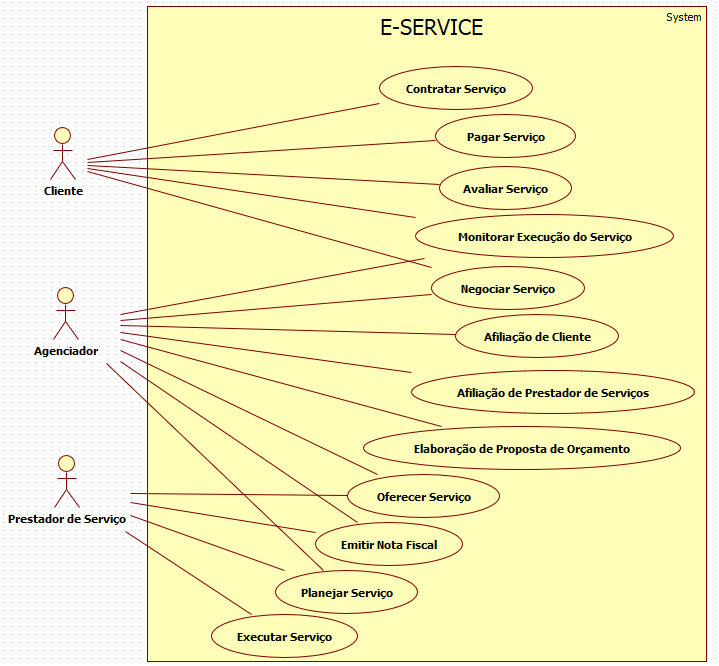 System
E-SERVICE
Contratar Serviço
Pagar Serviço
Cliente
Avaliar Serviço
Monitorar Execução do Serviço
Negociar Serviço
Afiliação de Cliente
Agenciador
Afiliação de Prestador de Serviços
Elaboração de Proposta de Orçamento
Oferecer Serviço
Prestador de Serviço
Emitir Nota Fiscal
Planejar Serviço
Executar Serviço